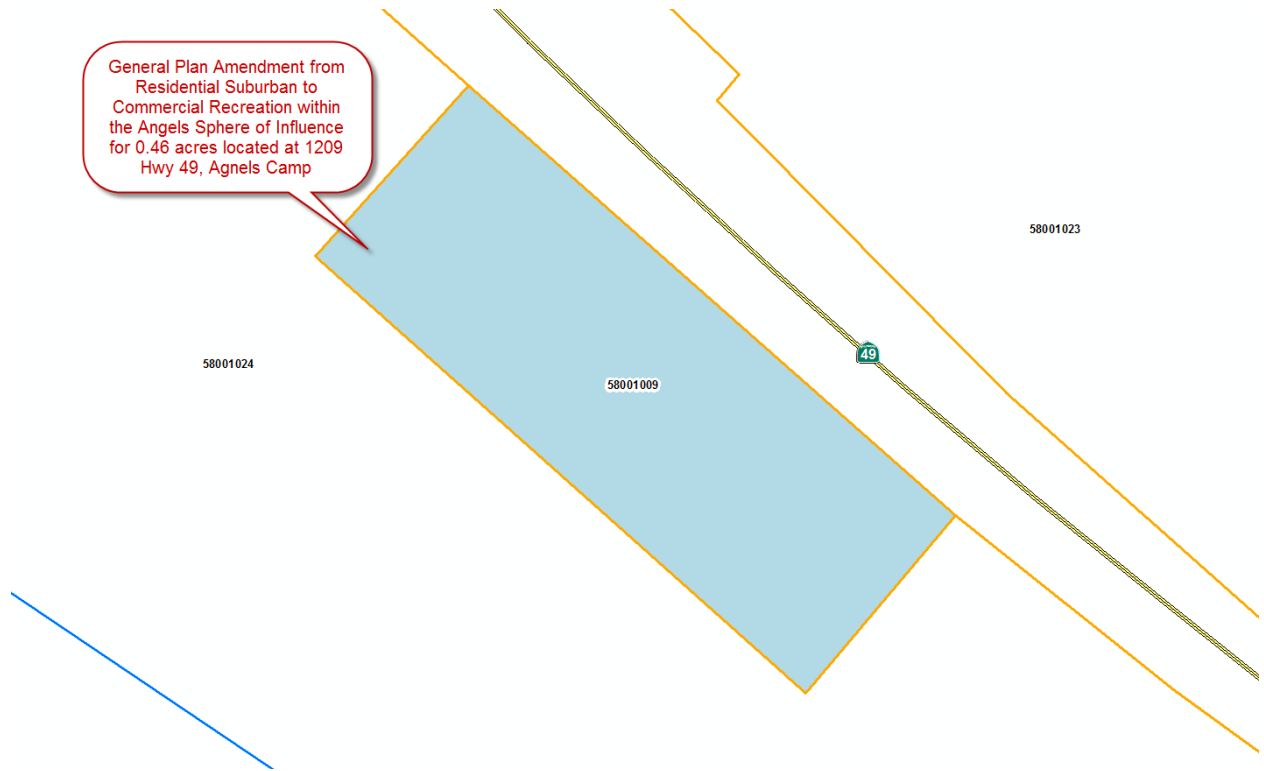 General Plan Amendment from
Residential Suburban to
Commercial Recreation within
the Angels Sphere of Influence
for 0.46 acres located at 1209
Hwy 49, Agnels Camp
58001023
49
58001024
58001009